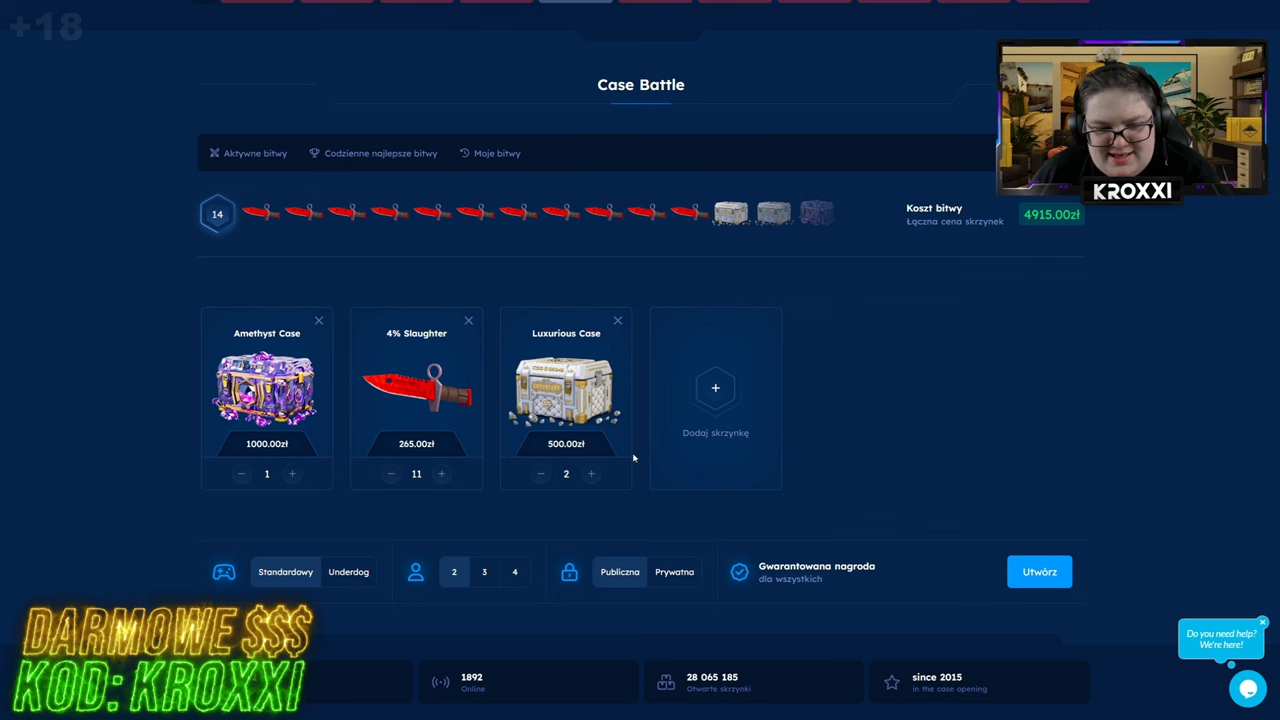 +18
Case Battle
Aktywne bitwy
Codzienne najlepsze bitwy
Moje bitwy
KROXXI
14
Koszt bitwy
Łączna cena skrzynek
4915.00zł
Amethyst Case
4% Slaughter
Luxurious Case
1000.00zł
265.00zł
500.00zł
Dodaj skrzynkę
− 1 +
− 11 +
− 2 +
Standardowy
Underdog
2
3
4
Publiczna
Prywatna
Gwarantowana nagroda
dla wszystkich
Utwórz
DARMOWE $$$
KOD: KROXXI
Do you need help?
We're here!
1892
Online
28 065 185
Otwarte skrzynki
since 2015
in the case opening